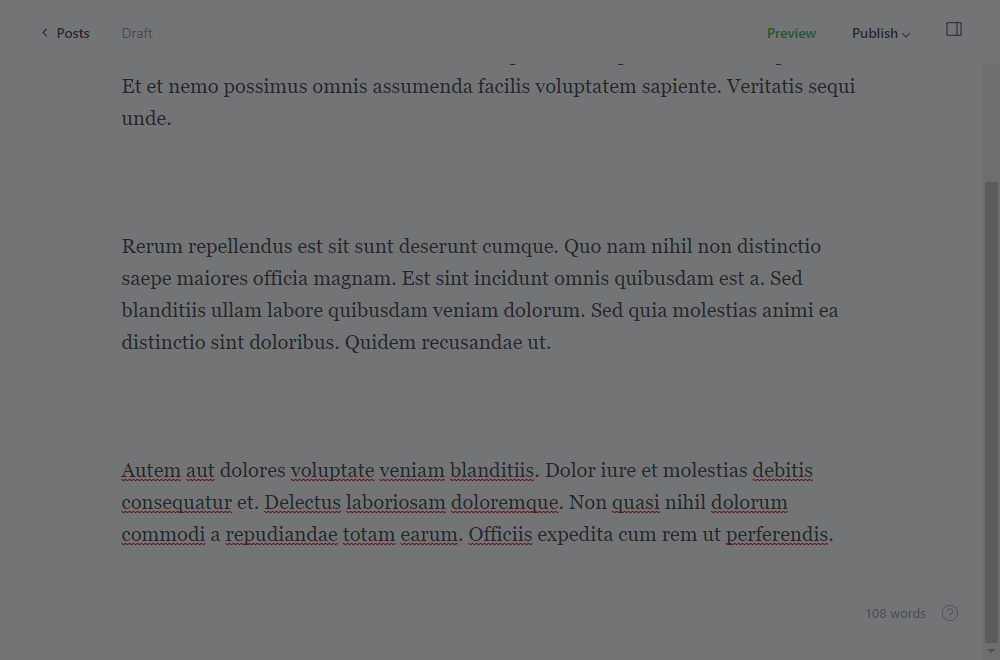 Posts
Draft
Preview
Publish
Et et nemo possimus omnis assumenda facilis voluptatem sapiente. Veritatis sequi
unde.
Rerum repellendus est sit sunt deserunt cumque. Quo nam nihil non distinctio
saepe maiores officia magnam. Est sint incidunt omnis quibusdam est a. Sed
blanditiis ullam labore quibusdam veniam dolorum. Sed quia molestias animi ea
distinctio sint doloribus. Quidem recusandae ut.
Autem aut dolores voluptate veniam blanditiis. Dolor iure et molestias debitis
consequatur et. Delectus laboriosam doloremque. Non quasi nihil dolorum
commodi a repudiandae totam earum. Officiis expedita cum rem ut perferendis.
108 words ?